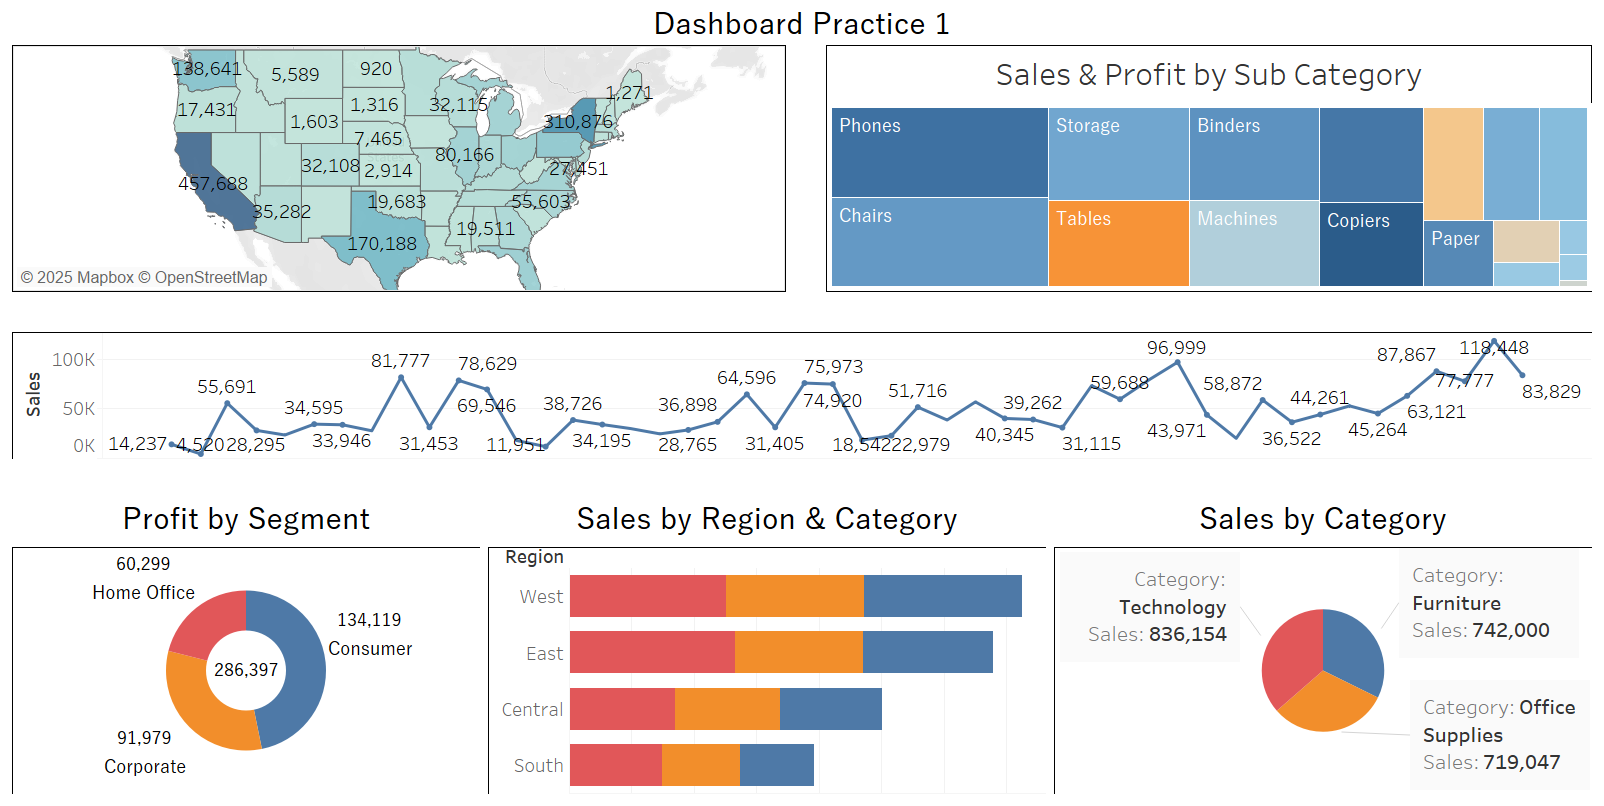 Dashboard Practice 1
138,641
5,589
920
17,431
1,316
32,115
1,271
1,603
310,876
7,465
32,108
2,914
80,166
27,451
457,688
35,282
19,683
55,603
170,188
19,511
© 2025 Mapbox © OpenStreetMap
Sales & Profit by Sub Category
Phones
Storage
Binders
Chairs
Tables
Machines
Copiers
Paper
Sales
100K
50K
0K
14,237
4,520
55,691
28,295
34,595
33,946
81,777
31,453
78,629
69,546
11,951
38,726
34,195
36,898
28,765
64,596
31,405
75,973
74,920
18,542
22,979
51,716
39,262
40,345
31,115
59,688
96,999
43,971
58,872
36,522
44,261
45,264
87,867
63,121
77,777
118,448
83,829
Profit by Segment
60,299
Home Office
134,119
Consumer
286,397
91,979
Corporate
Sales by Region & Category
Region
West
East
Central
South
Sales by Category
Category:
Technology
Sales: 836,154
Category:
Furniture
Sales: 742,000
Category: Office
Supplies
Sales: 719,047